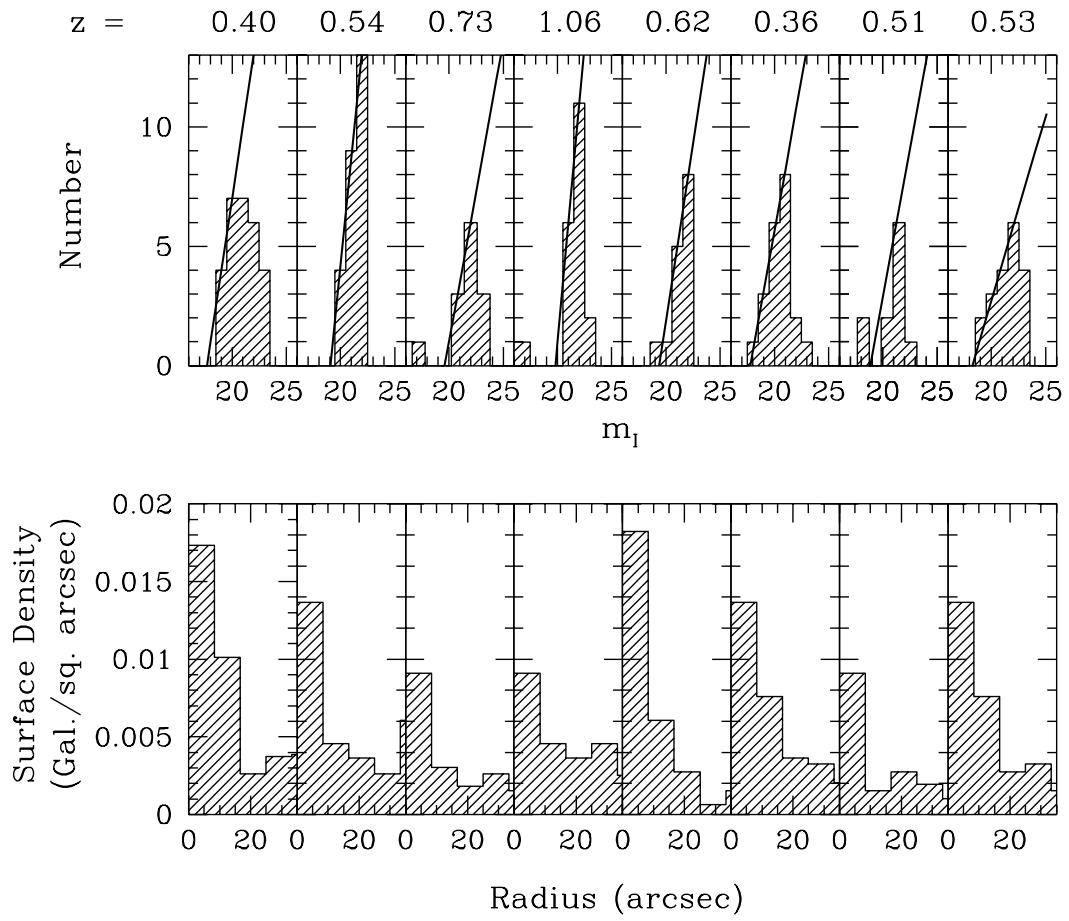 z = 0.40 0.54 0.73 1.06 0.62 0.36 0.51 0.53
Number
10
5
0
20 25 20 25 20 25 20 25 20 25 20 25 20 25 20 25
m_I
Surface Density
(Gal./sq. arcsec)
0.02
0.015
0.01
0.005
0
0 20 0 20 0 20 0 20 0 20 0 20 0 20 0 20
Radius (arcsec)